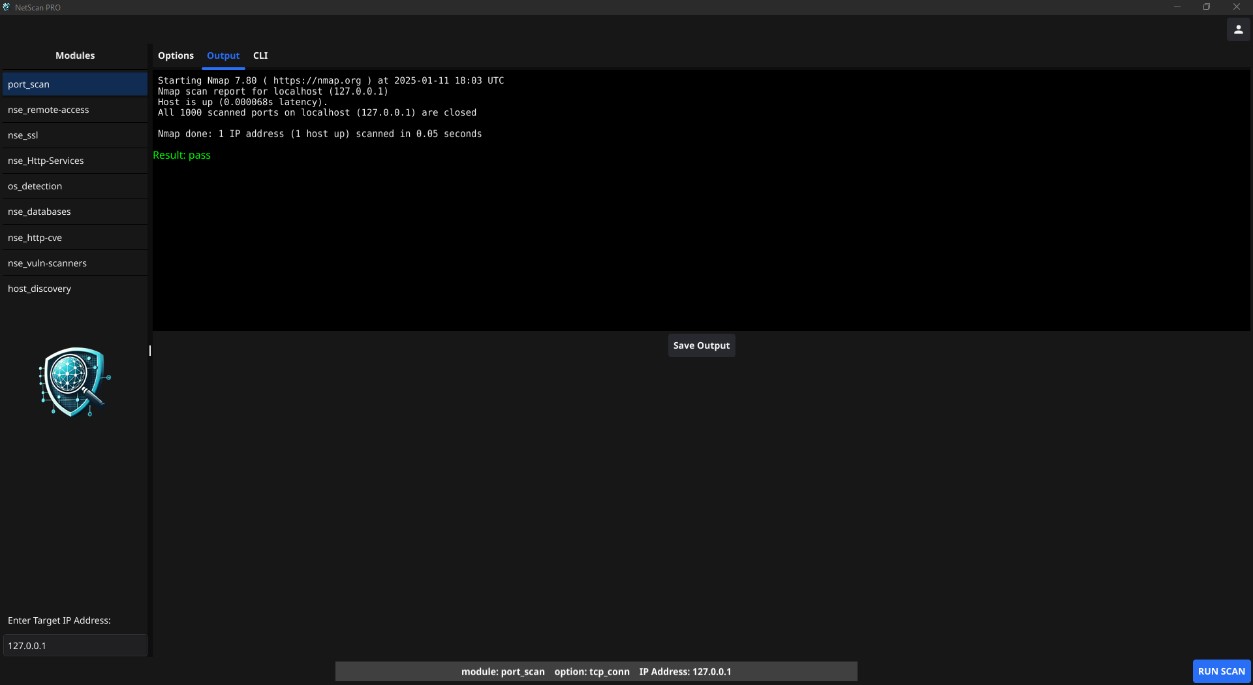 NetScan PRO
Modules
port_scan
nse_remote-access
nse_ssl
nse_Http-Services
os_detection
nse_databases
nse_http-cve
nse_vuln-scanners
host_discovery
Enter Target IP Address:
127.0.0.1
Options Output CLI
Starting Nmap 7.80 ( https://nmap.org ) at 2025-01-11 18:03 UTC
Nmap scan report for localhost (127.0.0.1)
Host is up (0.000068s latency).
All 1000 scanned ports on localhost (127.0.0.1) are closed
Nmap done: 1 IP address (1 host up) scanned in 0.05 seconds
Result: pass
Save Output
module: port_scan option: tcp_conn IP Address: 127.0.0.1
RUN SCAN